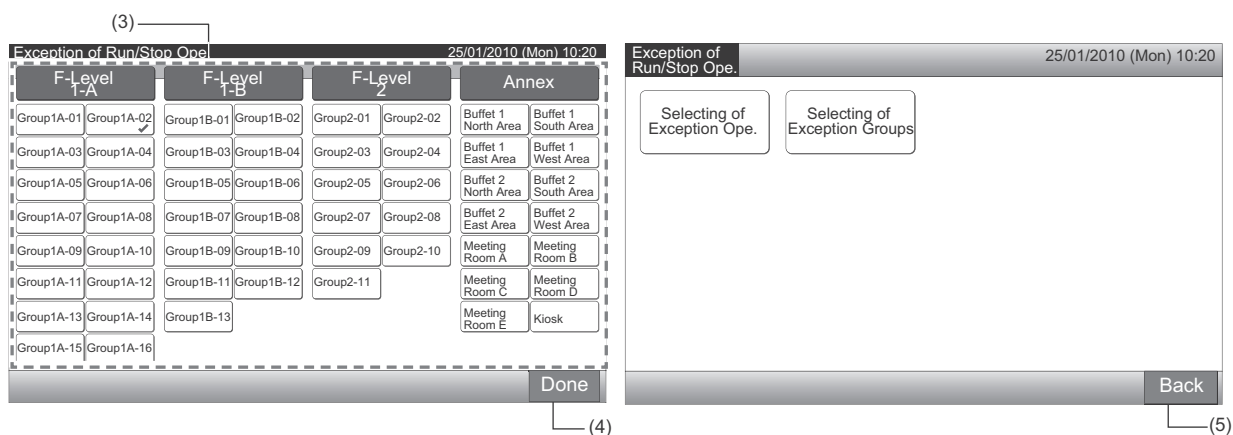 (3)
Exception of Run/Stop Ope.
25/01/2010 (Mon) 10:20
F-Level
1-A
F-Level
1-B
F-Level
2
Annex
Group1A-01 Group1A-02 Group1B-01 Group1B-02 Group2-01 Group2-02 Buffet 1 North Area Buffet 1 South Area
Group1A-03 Group1A-04 Group1B-03 Group1B-04 Group2-03 Group2-04 Buffet 1 East Area Buffet 1 West Area
Group1A-05 Group1A-06 Group1B-05 Group1B-06 Group2-05 Group2-06 Buffet 2 North Area Buffet 2 South Area
Group1A-07 Group1A-08 Group1B-07 Group1B-08 Group2-07 Group2-08 Buffet 2 East Area Buffet 2 West Area
Group1A-09 Group1A-10 Group1B-09 Group1B-10 Group2-09 Group2-10 Meeting Room A Meeting Room B
Group1A-11 Group1A-12 Group1B-11 Group1B-12 Group2-11 Meeting Room C Meeting Room D
Group1A-13 Group1A-14 Group1B-13 Meeting Room E Kiosk
Group1A-15 Group1A-16
Done
(4)
Exception of
Run/Stop Ope.
25/01/2010 (Mon) 10:20
Selecting of
Exception Ope.
Selecting of
Exception Groups
Back
(5)